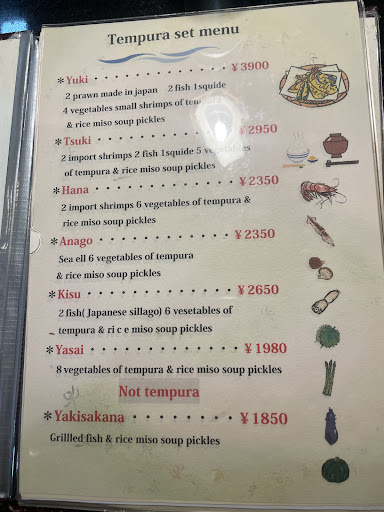 Tempura set menu
*Yuki ・・・・・・・・・・・・ ¥3900
2 prawn made in japan 2 fish 1squide
4 vegetables small shrimps of tempura
& rice miso soup pickles
*Tsuki ・・・・・・・・・・・・ ¥2950
2 import shrimps 2 fish 1squide 5 vegetables
of tempura & rice miso soup pickles
*Hana ・・・・・・・・・・・・ ¥2350
2 import shrimps 6 vegetables of tempura &
rice miso soup pickles
*Anago ・・・・・・・・・・ ¥2350
Sea ell 6 vegetables of tempura
& rice miso soup pickles
*Kisu ・・・・・・・・・・・・ ¥2650
2 fish( Japanese sillago) 6 vesetables of
tempura & ri c e miso soup pickles
*Yasai ・・・・・・・・・・・・ ¥1980
8 vegetables of tempura & rice miso soup pickles
Not tempura
*Yakisakana ・・・・・・・・ ¥1850
Grillled fish & rice miso soup pickles